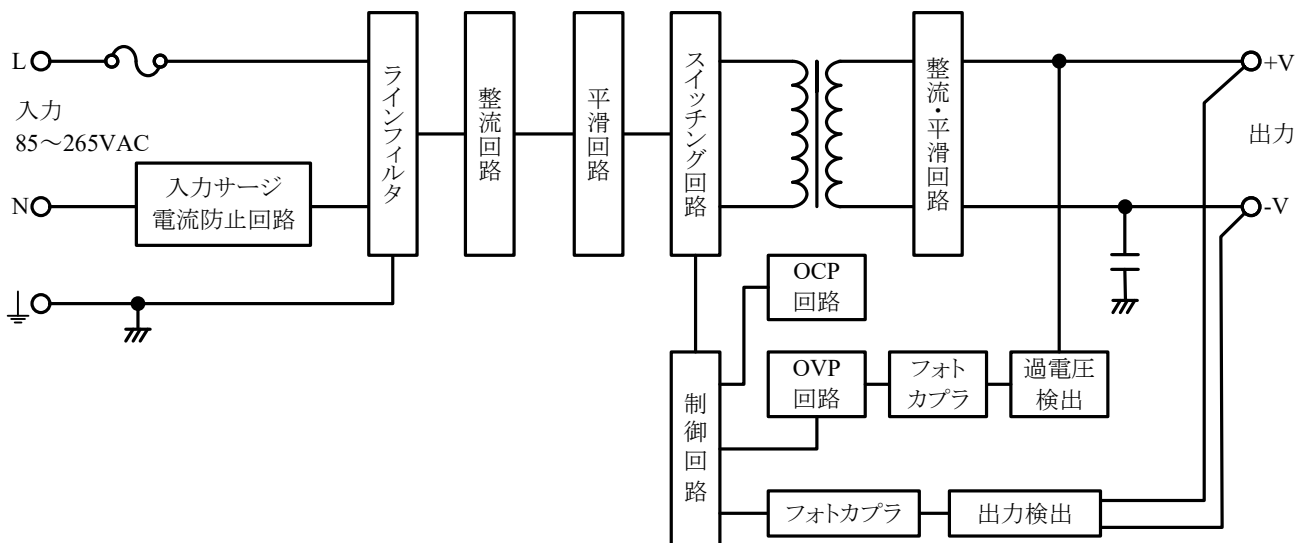 L
入力
85～265VAC
N
入力サージ
電流防止回路
ラインフィルタ
整流回路
平滑回路
スイッチング回路
整流・平滑回路
+V
出力
-V
OCP
回路
OVP
回路
フォト
カプラ
過電圧
検出
制御回路
フォトカプラ
出力検出